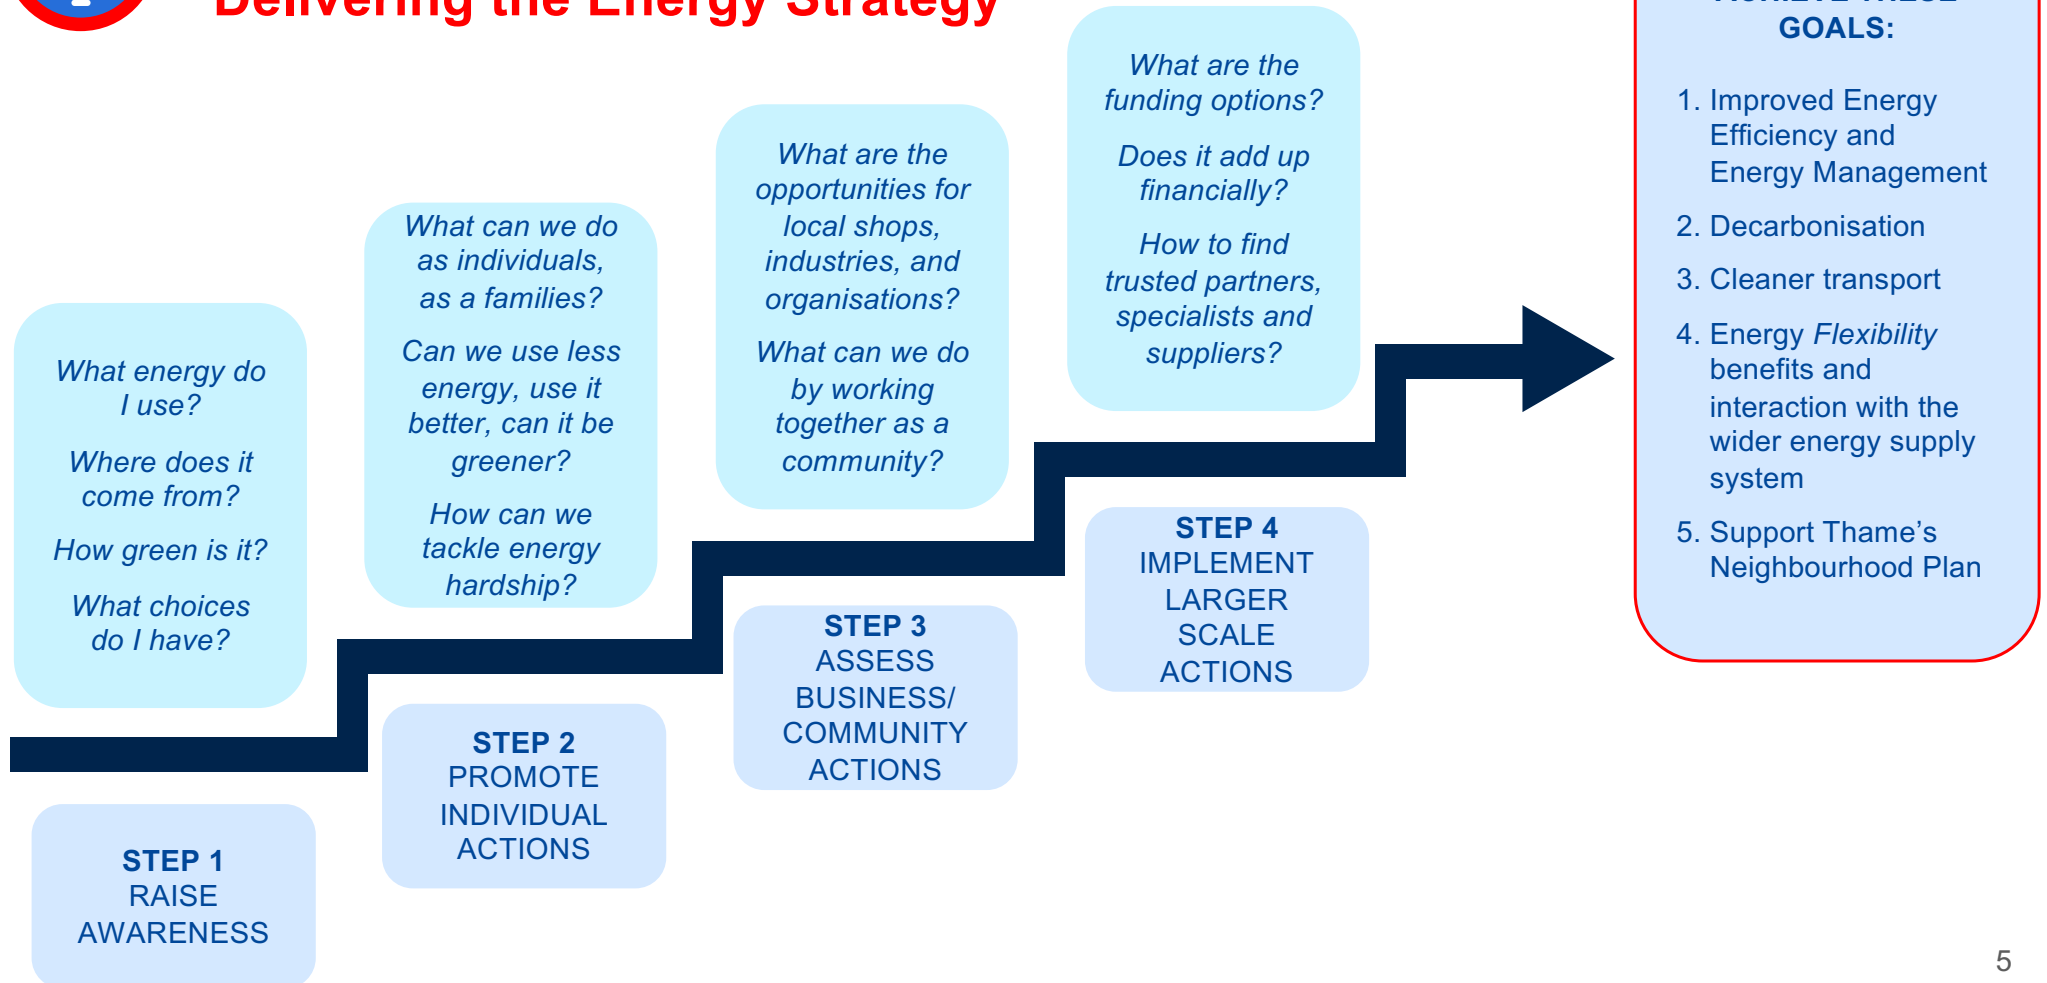 Delivering the Energy Strategy
What energy do
I use?
Where does it
come from?
How green is it?
What choices
do I have?
STEP 1
RAISE
AWARENESS
What can we do
as individuals,
as a families?
Can we use less
energy, use it
better, can it be
greener?
How can we
tackle energy
hardship?
STEP 2
PROMOTE
INDIVIDUAL
ACTIONS
What are the
opportunities for
local shops,
industries, and
organisations?
What can we do
by working
together as a
community?
STEP 3
ASSESS
BUSINESS/
COMMUNITY
ACTIONS
What are the
funding options?
Does it add up
financially?
How to find
trusted partners,
specialists and
suppliers?
STEP 4
IMPLEMENT
LARGER
SCALE
ACTIONS
ACHIEVE THESE
GOALS:
1. Improved Energy
Efficiency and
Energy Management
2. Decarbonisation
3. Cleaner transport
4. Energy Flexibility
benefits and
interaction with the
wider energy supply
system
5. Support Thame's
Neighbourhood Plan
5